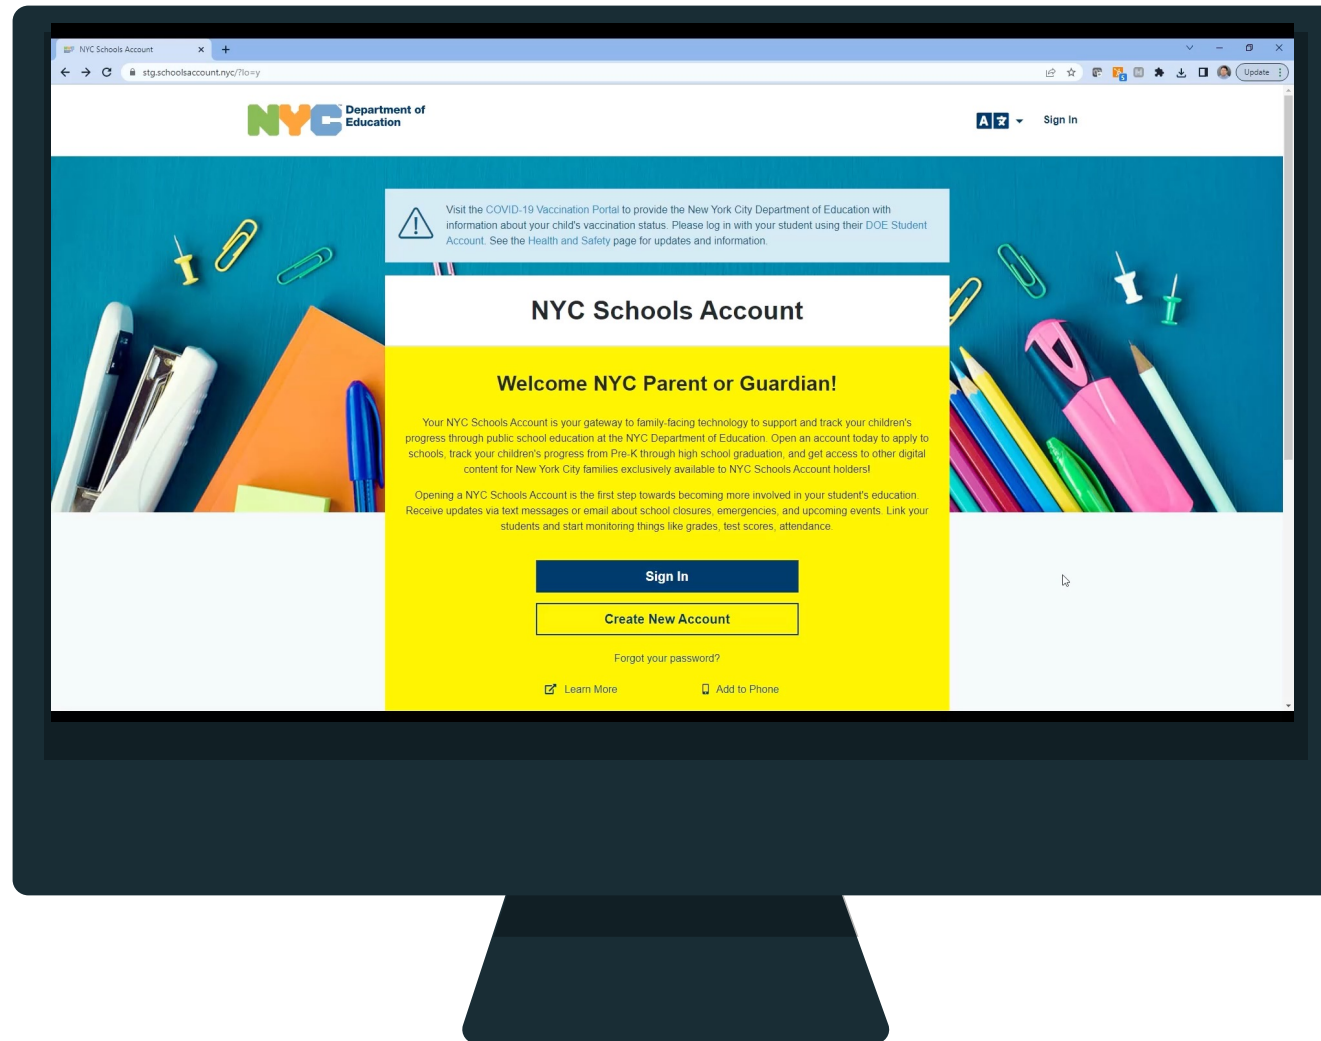 NYC Schools Account
stg.schoolsaccount.nyc/?lo=y
Update
NYC Department of
Education
Sign In
Visit the COVID-19 Vaccination Portal to provide the New York City Department of Education with
information about your child's vaccination status. Please log in with your student using their DOE Student
Account. See the Health and Safety page for updates and information.
NYC Schools Account
Welcome NYC Parent or Guardian!
Your NYC Schools Account is your gateway to family-facing technology to support and track your children's
progress through public school education at the NYC Department of Education. Open an account today to apply to
schools, track your children's progress from Pre-K through high school graduation, and get access to other digital
content for New York City families exclusively available to NYC Schools Account holders!
Opening a NYC Schools Account is the first step towards becoming more involved in your student's education.
Receive updates via text messages or email about school closures, emergencies, and upcoming events. Link your
students and start monitoring things like grades, test scores, attendance.
Sign In
Create New Account
Forgot your password?
Learn More Add to Phone